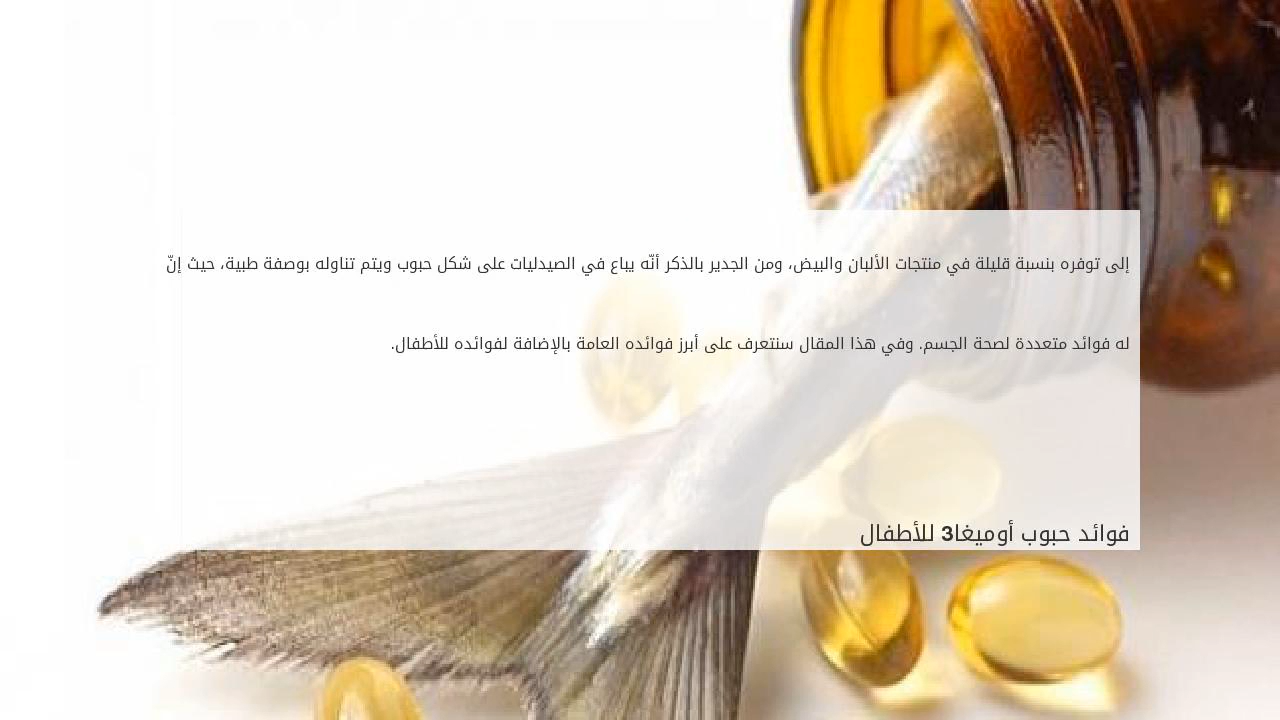 إلى توفره بنسبة قليلة في منتجات الألبان والبيض، ومن الجدير بالذكر أنّه يباع في الصيدليات على شكل حبوب ويتم تناوله بوصفة طبية، حيث إنّ
له فوائد متعددة لصحة الجسم. وفي هذا المقال سنتعرف على أبرز فوائده العامة بالإضافة لفوائده للأطفال.
فوائد حبوب أوميغا3 للأطفال